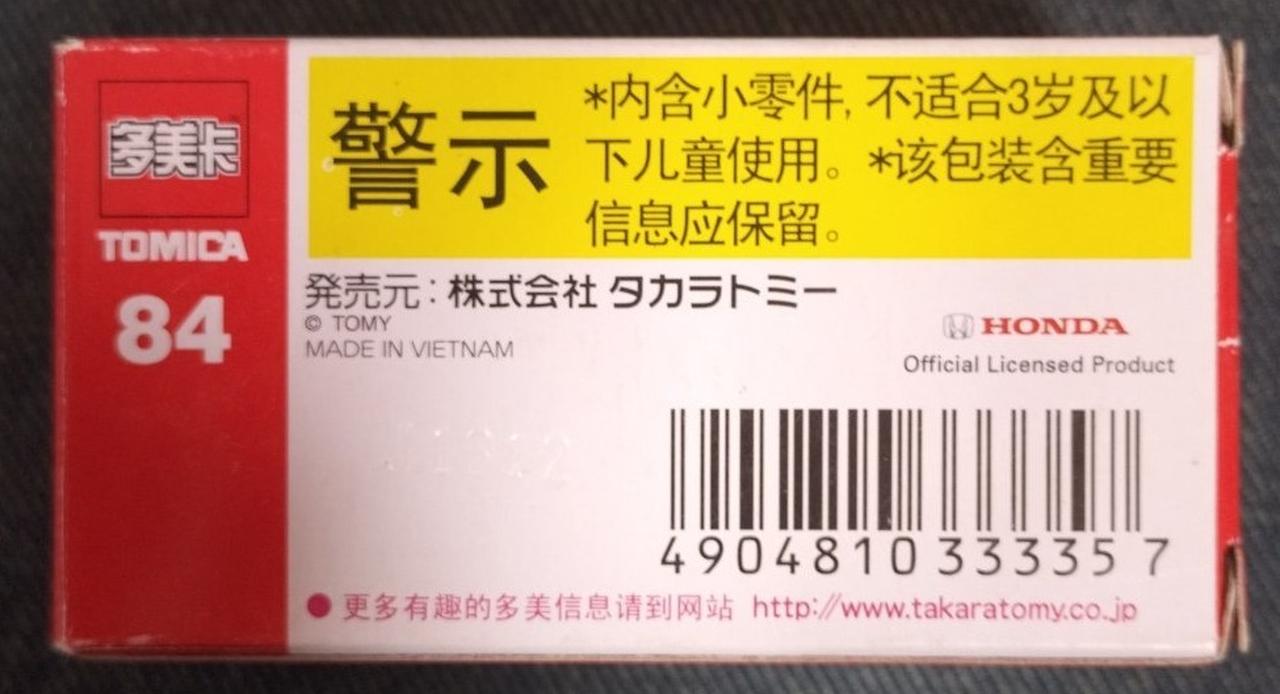 多美卡
TOMICA
84
警示
*内含小零件, 不适合3岁及以
下儿童使用。*该包装含重要
信息应保留。
発売元:株式会社 タカラトミー
© TOMY
MADE IN VIETNAM
HONDA
Official Licensed Product
4904810333357
●更多有趣的多美信息请到网站 http://www.takaratomy.co.jp